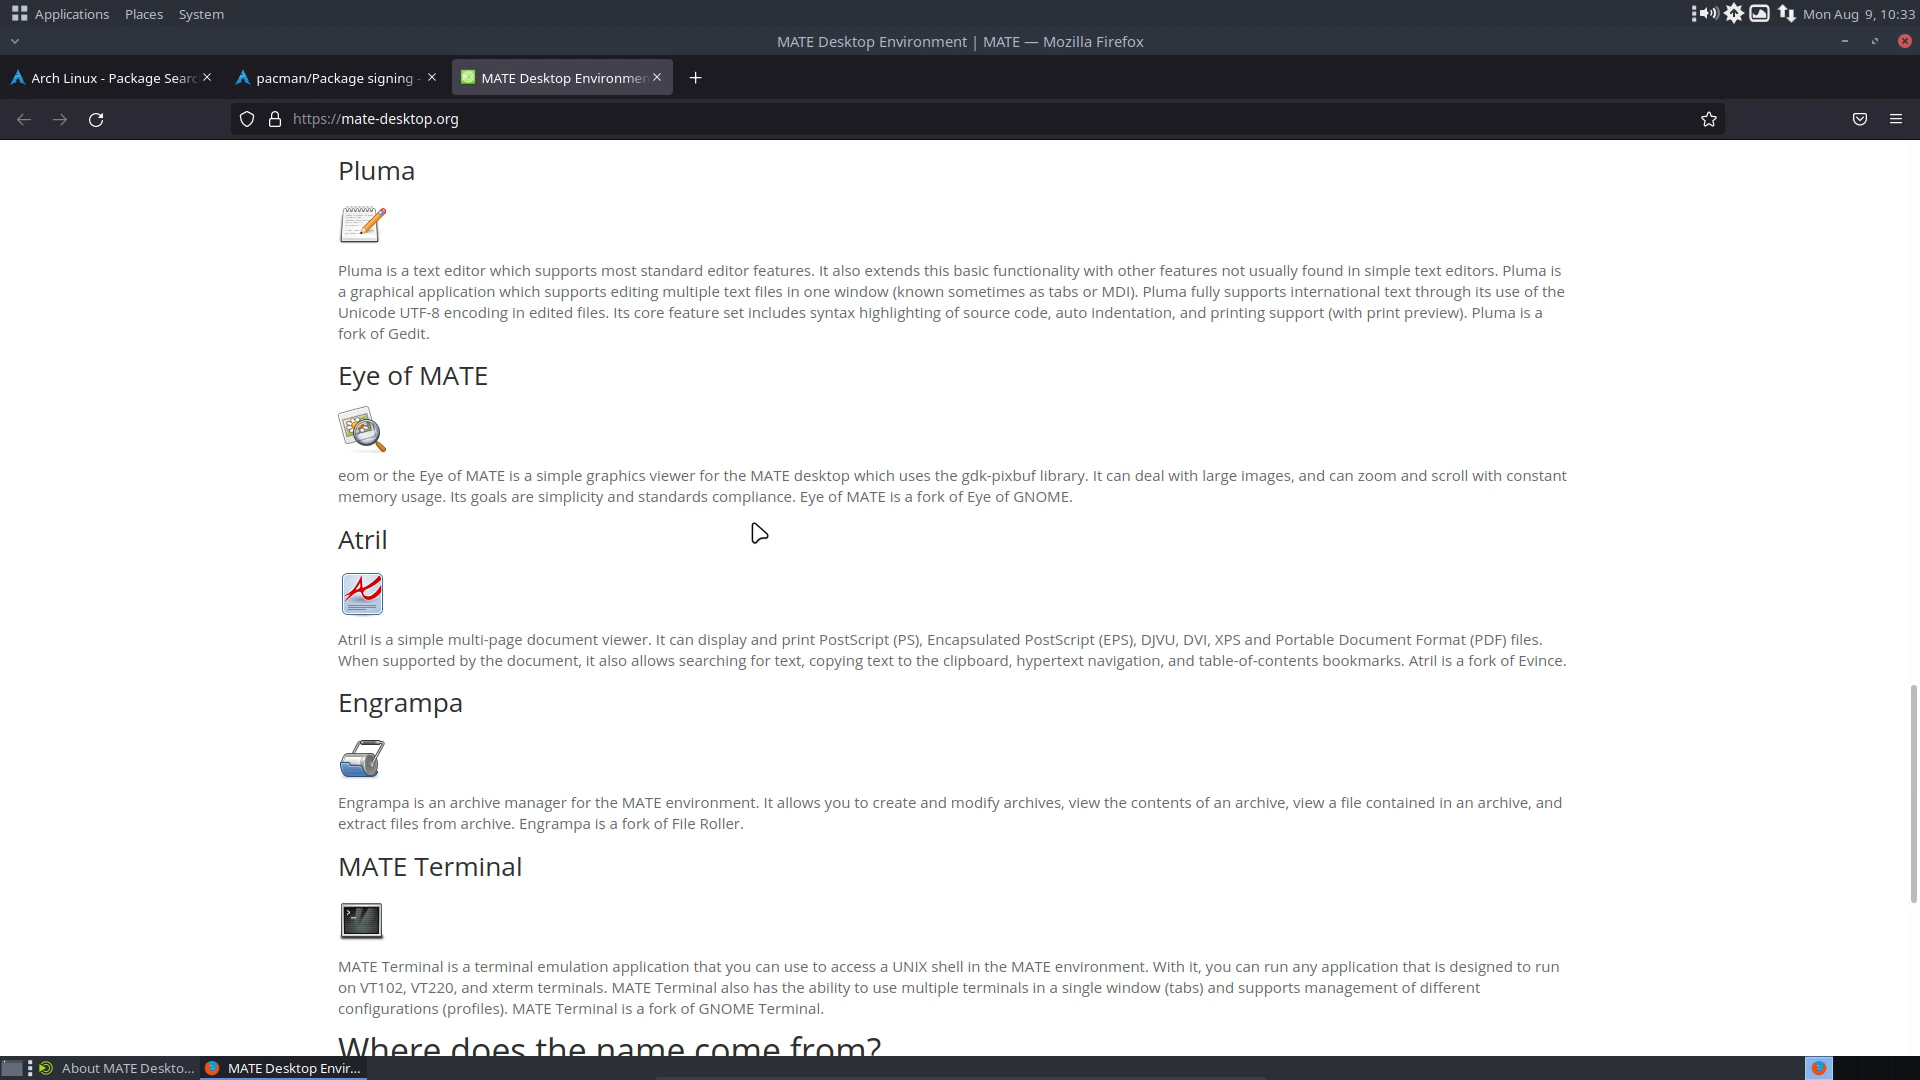 Applications Places System
Mon Aug 9, 10:33
MATE Desktop Environment | MATE — Mozilla Firefox
Arch Linux - Package Searc
pacman/Package signing -
MATE Desktop Environmen
https://mate-desktop.org
Pluma
Pluma is a text editor which supports most standard editor features. It also extends this basic functionality with other features not usually found in simple text editors. Pluma is
a graphical application which supports editing multiple text files in one window (known sometimes as tabs or MDI). Pluma fully supports international text through its use of the
Unicode UTF-8 encoding in edited files. Its core feature set includes syntax highlighting of source code, auto indentation, and printing support (with print preview). Pluma is a
fork of Gedit.
Eye of MATE
eom or the Eye of MATE is a simple graphics viewer for the MATE desktop which uses the gdk-pixbuf library. It can deal with large images, and can zoom and scroll with constant
memory usage. Its goals are simplicity and standards compliance. Eye of MATE is a fork of Eye of GNOME.
Atril
Atril is a simple multi-page document viewer. It can display and print PostScript (PS), Encapsulated PostScript (EPS), DJVU, DVI, XPS and Portable Document Format (PDF) files.
When supported by the document, it also allows searching for text, copying text to the clipboard, hypertext navigation, and table-of-contents bookmarks. Atril is a fork of Evince.
Engrampa
Engrampa is an archive manager for the MATE environment. It allows you to create and modify archives, view the contents of an archive, view a file contained in an archive, and
extract files from archive. Engrampa is a fork of File Roller.
MATE Terminal
MATE Terminal is a terminal emulation application that you can use to access a UNIX shell in the MATE environment. With it, you can run any application that is designed to run
on VT102, VT220, and xterm terminals. MATE Terminal also has the ability to use multiple terminals in a single window (tabs) and supports management of different
configurations (profiles). MATE Terminal is a fork of GNOME Terminal.
Where does the name come from?
About MATE Deskto...
MATE Desktop Envir...